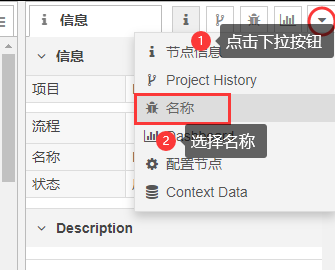 信息
1 点击下拉按钮
信息
节点信息
项目
Project History
名称
流程
2 选择名称
名称
状态
配置节点
Context Data
Description